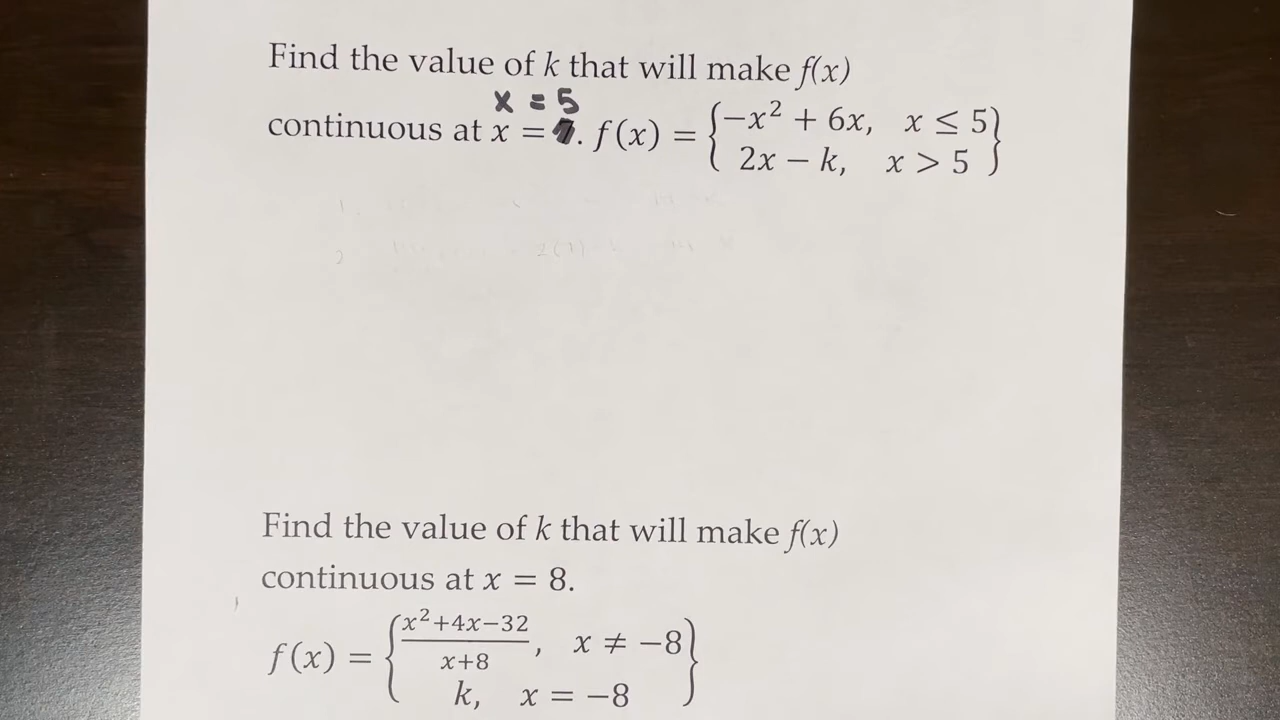 Find the value of k that will make f(x)
x = 5
continuous at x = 7. f(x) = {−x² + 6x, x ≤ 5}
2x − k, x > 5
Find the value of k that will make f(x)
continuous at x = 8.
f(x) = {(x²+4x−32)/(x+8), x ≠ −8}
k, x = −8